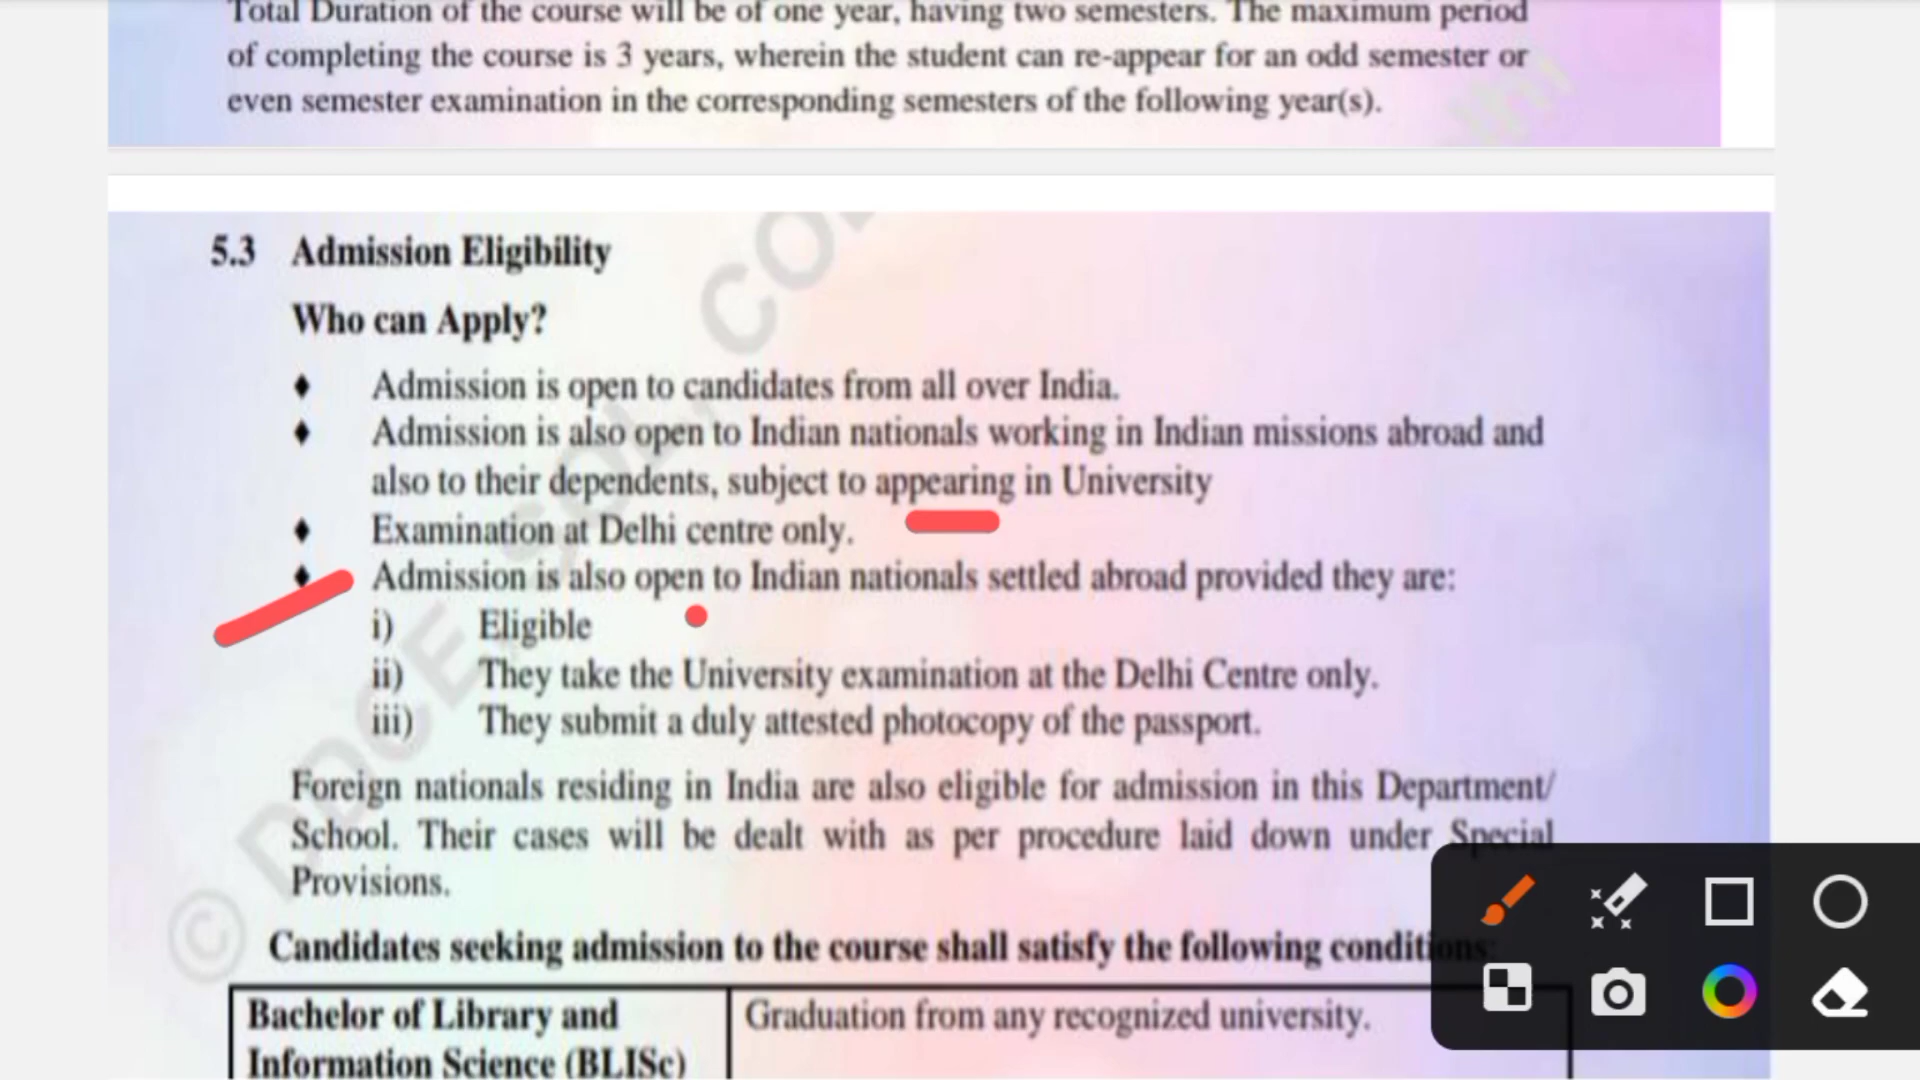 Total Duration of the course will be of one year, having two semesters. The maximum period
of completing the course is 3 years, wherein the student can re-appear for an odd semester or
even semester examination in the corresponding semesters of the following year(s).
5.3 Admission Eligibility
Who can Apply?
♦ Admission is open to candidates from all over India.
♦ Admission is also open to Indian nationals working in Indian missions abroad and
also to their dependents, subject to appearing in University
♦ Examination at Delhi centre only.
♦ Admission is also open to Indian nationals settled abroad provided they are:
i) Eligible
ii) They take the University examination at the Delhi Centre only.
iii) They submit a duly attested photocopy of the passport.
Foreign nationals residing in India are also eligible for admission in this Department/
School. Their cases will be dealt with as per procedure laid down under Special
Provisions.
Candidates seeking admission to the course shall satisfy the following conditions:
Bachelor of Library and
Information Science (BLISc)
Graduation from any recognized university.
© DDCE, SOL, CO